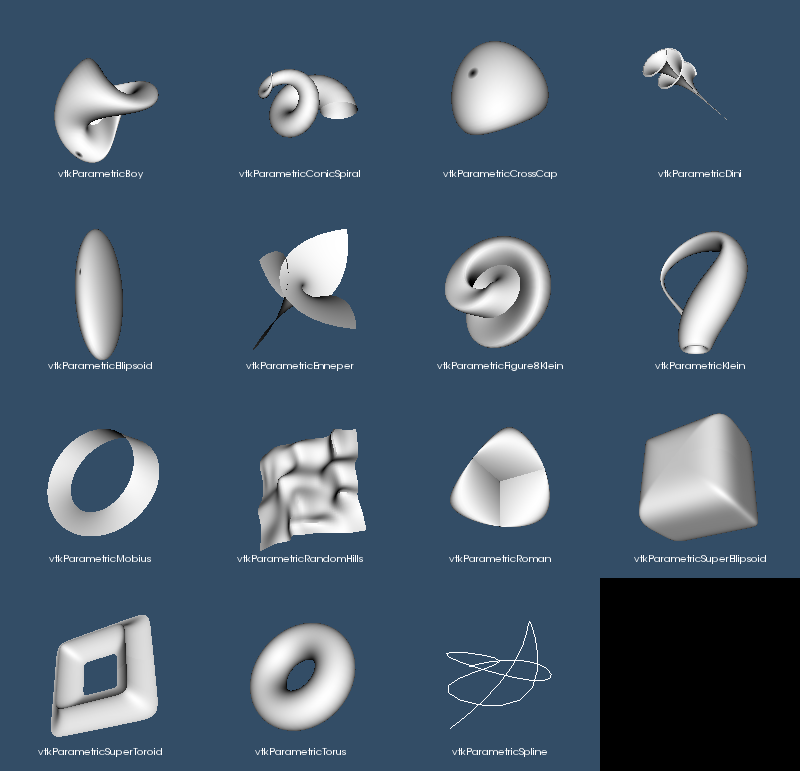 vtkParametricBoy
vtkParametricConicSpiral
vtkParametricCrossCap
vtkParametricDini
vtkParametricEllipsoid
vtkParametricEnneper
vtkParametricFigure8Klein
vtkParametricKlein
vtkParametricMobius
vtkParametricRandomHills
vtkParametricRoman
vtkParametricSuperEllipsoid
vtkParametricSuperToroid
vtkParametricTorus
vtkParametricSpline